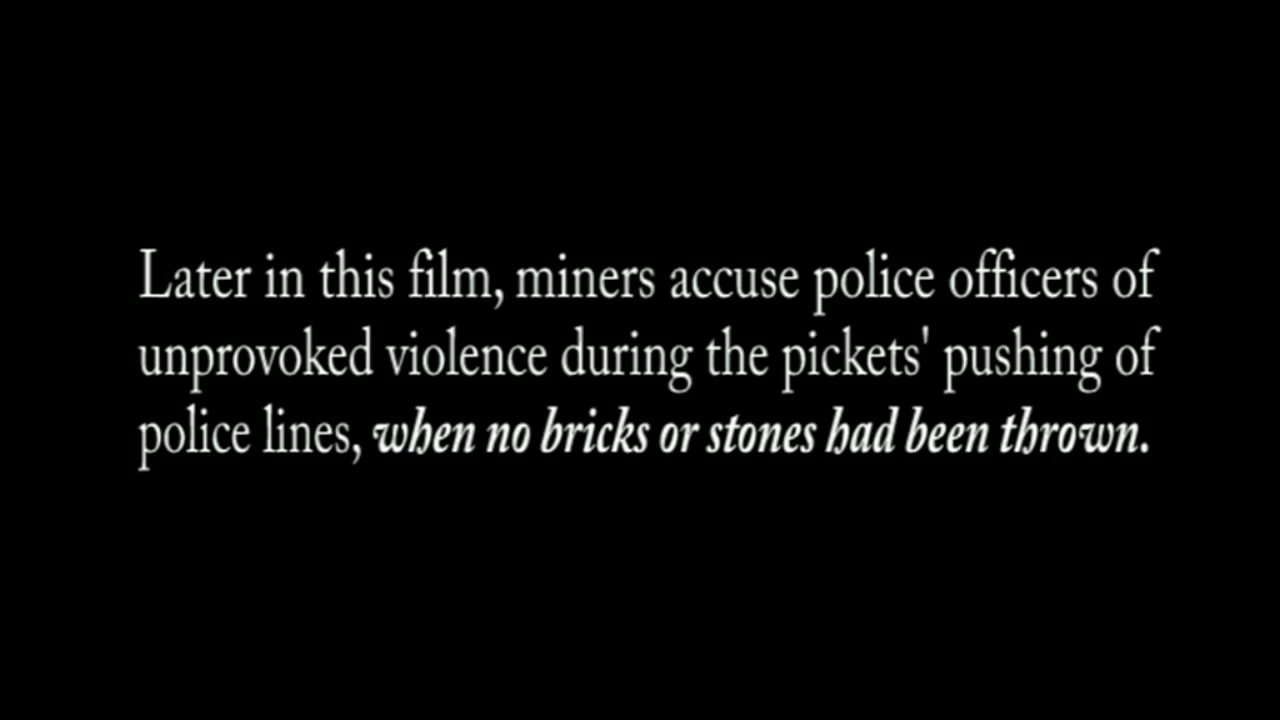 Later in this film, miners accuse police officers of
unprovoked violence during the pickets' pushing of
police lines, when no bricks or stones had been thrown.